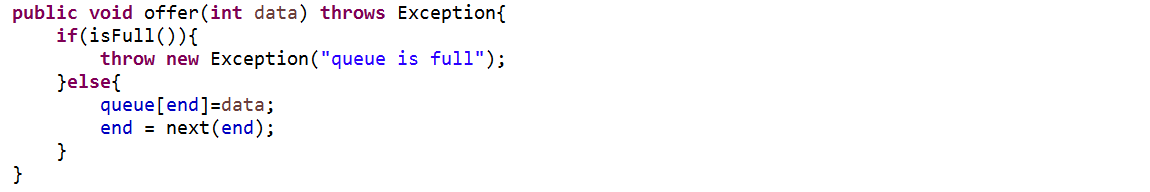 public void offer(int data) throws Exception{
    if(isFull()){
        throw new Exception("queue is full");
    }else{
        queue[end]=data;
        end = next(end);
    }
}